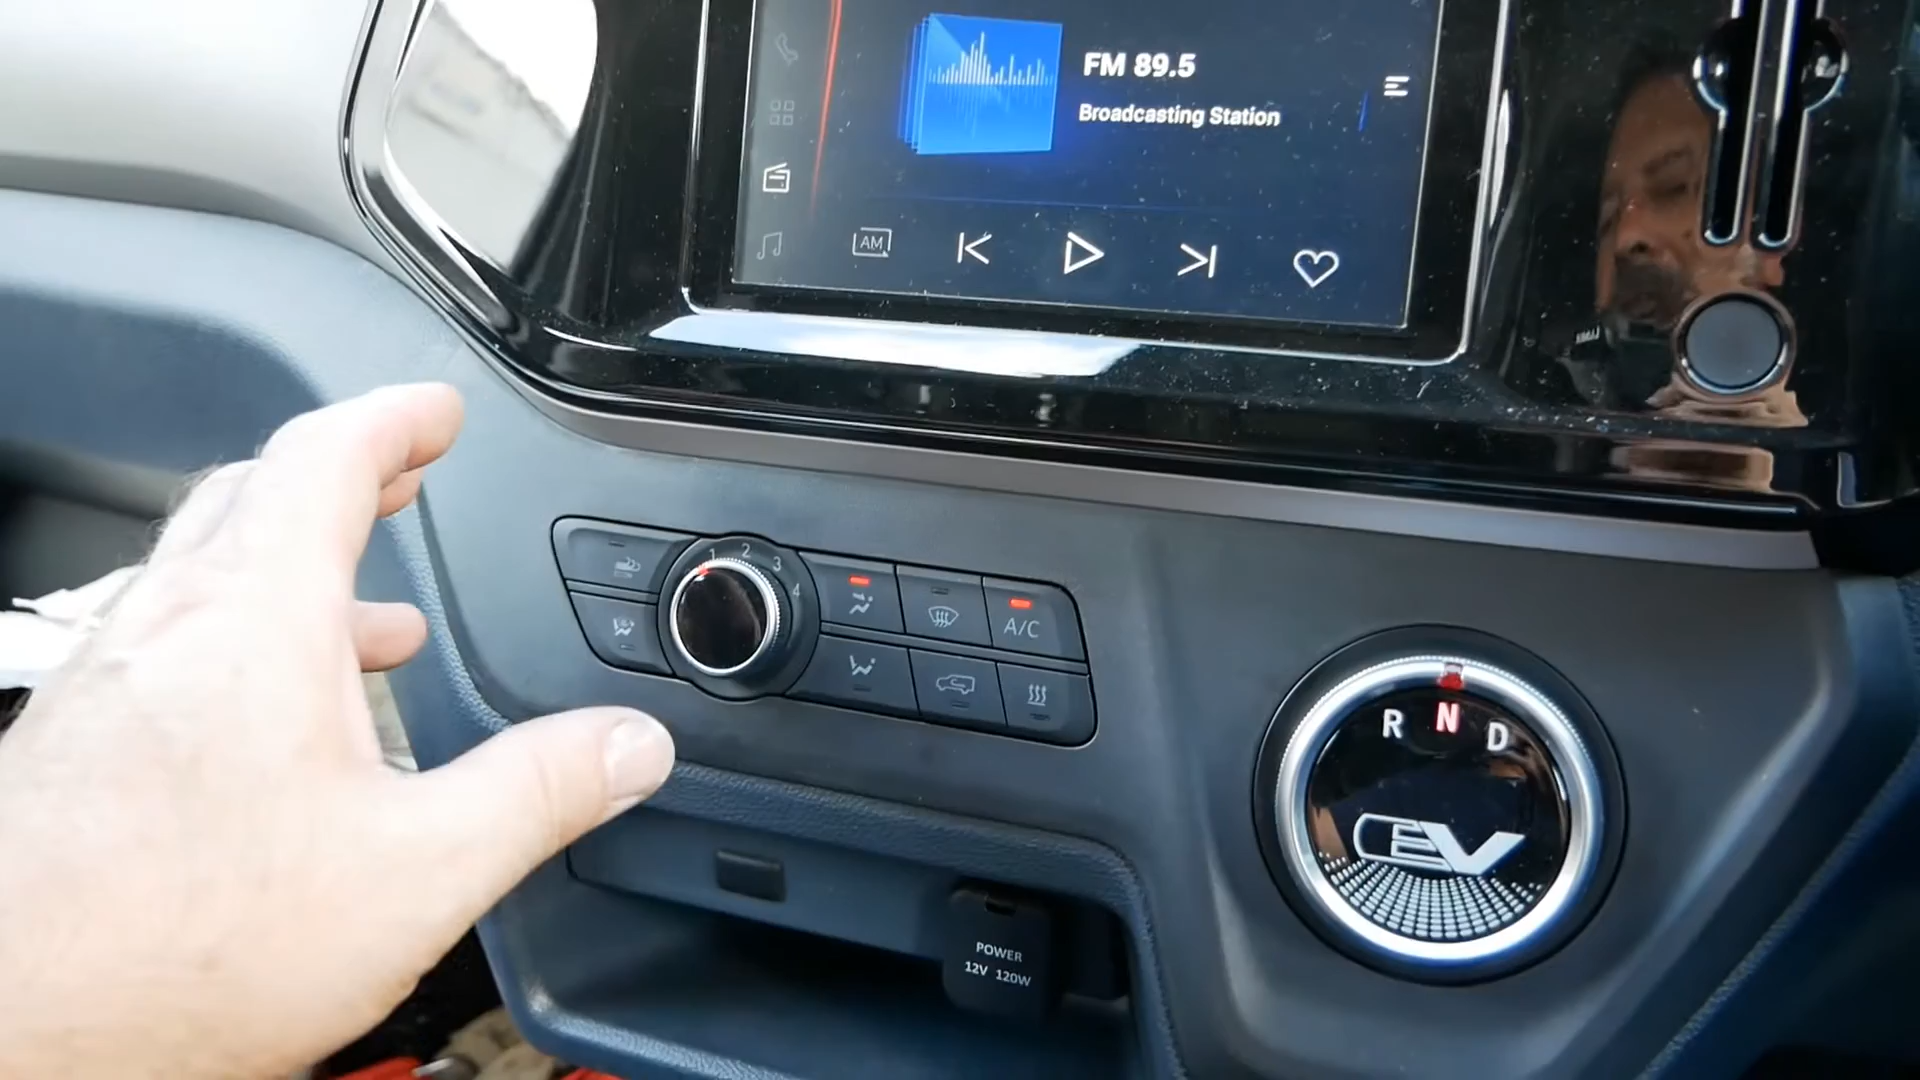 FM 89.5
Broadcasting Station
AM
1 2 3 4
A/C
R N D
EV
POWER
12V 120W